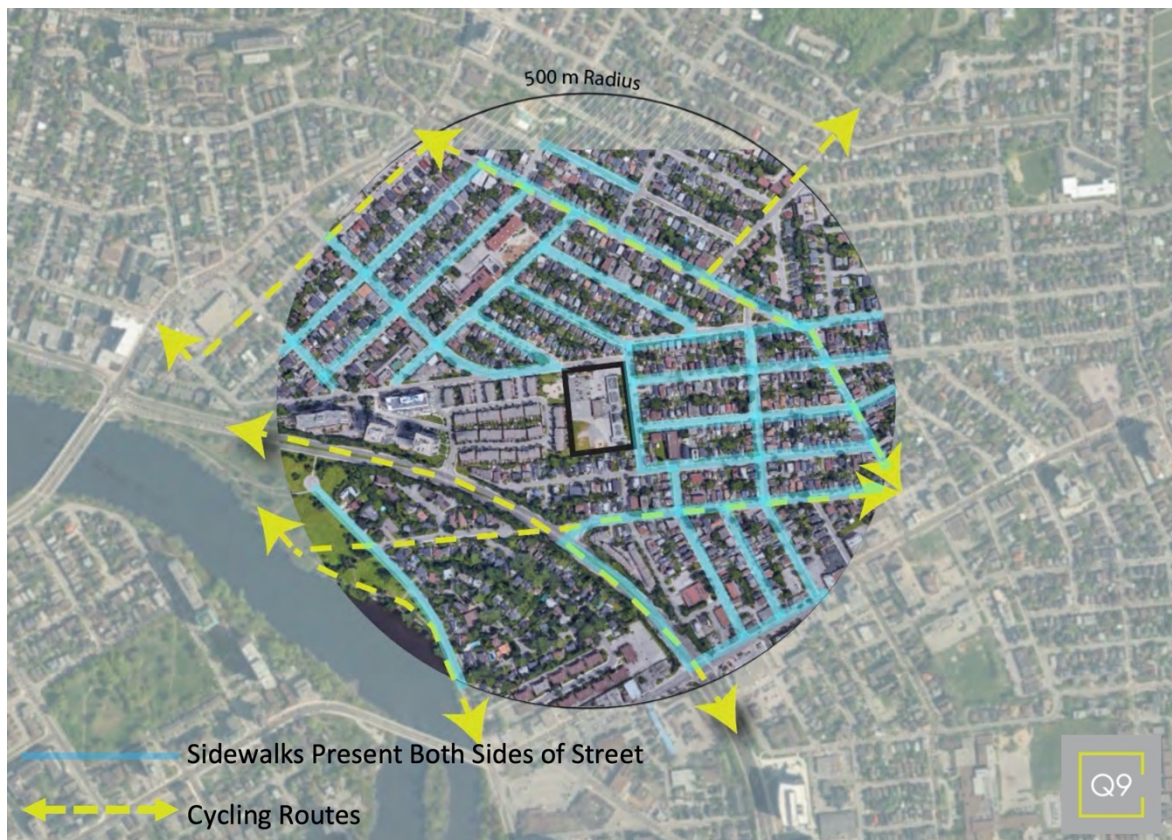 500 m Radius
Sidewalks Present Both Sides of Street
Cycling Routes
Q9